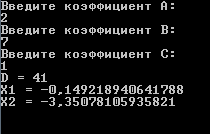 Введите коэффициент A:
2
Введите коэффициент B:
7
Введите коэффициент C:
1
D = 41
X1 = -0,149218940641788
X2 = -3,35078105935821